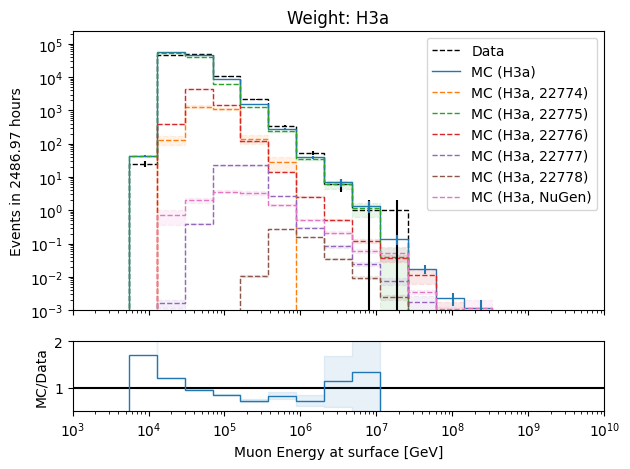 Weight: H3a
Events in 2486.97 hours
10^5
10^4
10^3
10^2
10^1
10^0
10^-1
10^-2
10^-3
Data
MC (H3a)
MC (H3a, 22774)
MC (H3a, 22775)
MC (H3a, 22776)
MC (H3a, 22777)
MC (H3a, 22778)
MC (H3a, NuGen)
MC/Data
2
1
10^3 10^4 10^5 10^6 10^7 10^8 10^9 10^10
Muon Energy at surface [GeV]